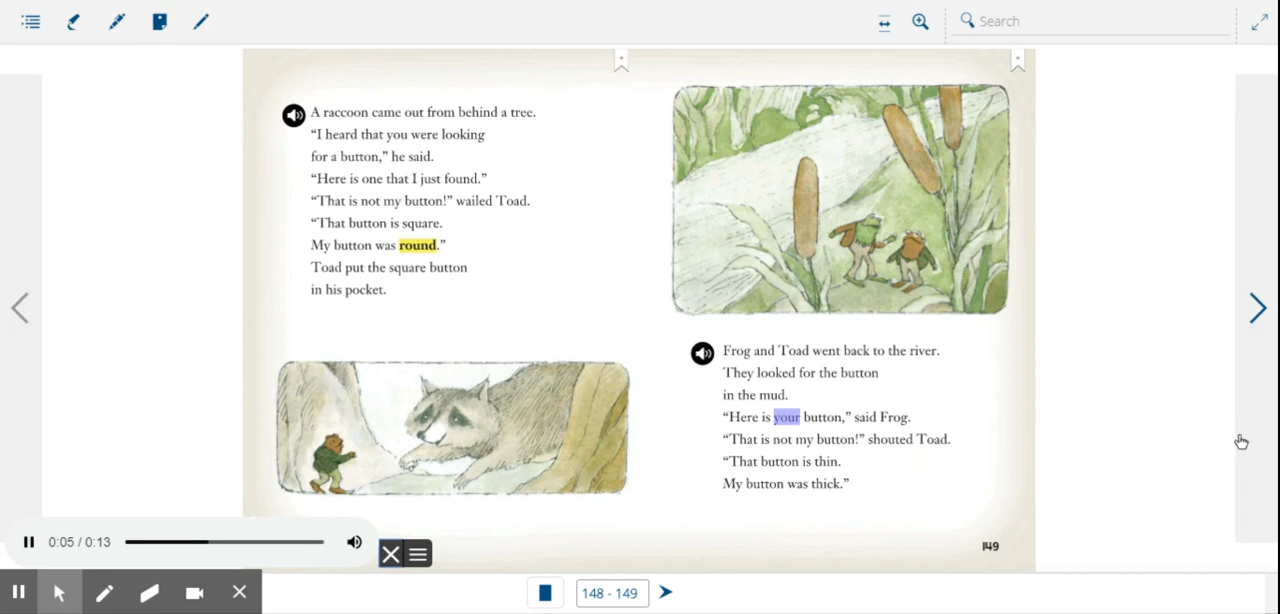 Search
A raccoon came out from behind a tree.
“I heard that you were looking
for a button,” he said.
“Here is one that I just found.”
“That is not my button!” wailed Toad.
“That button is square.
My button was round.”
Toad put the square button
in his pocket.
Frog and Toad went back to the river.
They looked for the button
in the mud.
“Here is your button,” said Frog.
“That is not my button!” shouted Toad.
“That button is thin.
My button was thick.”
149
0:05 / 0:13
148 - 149